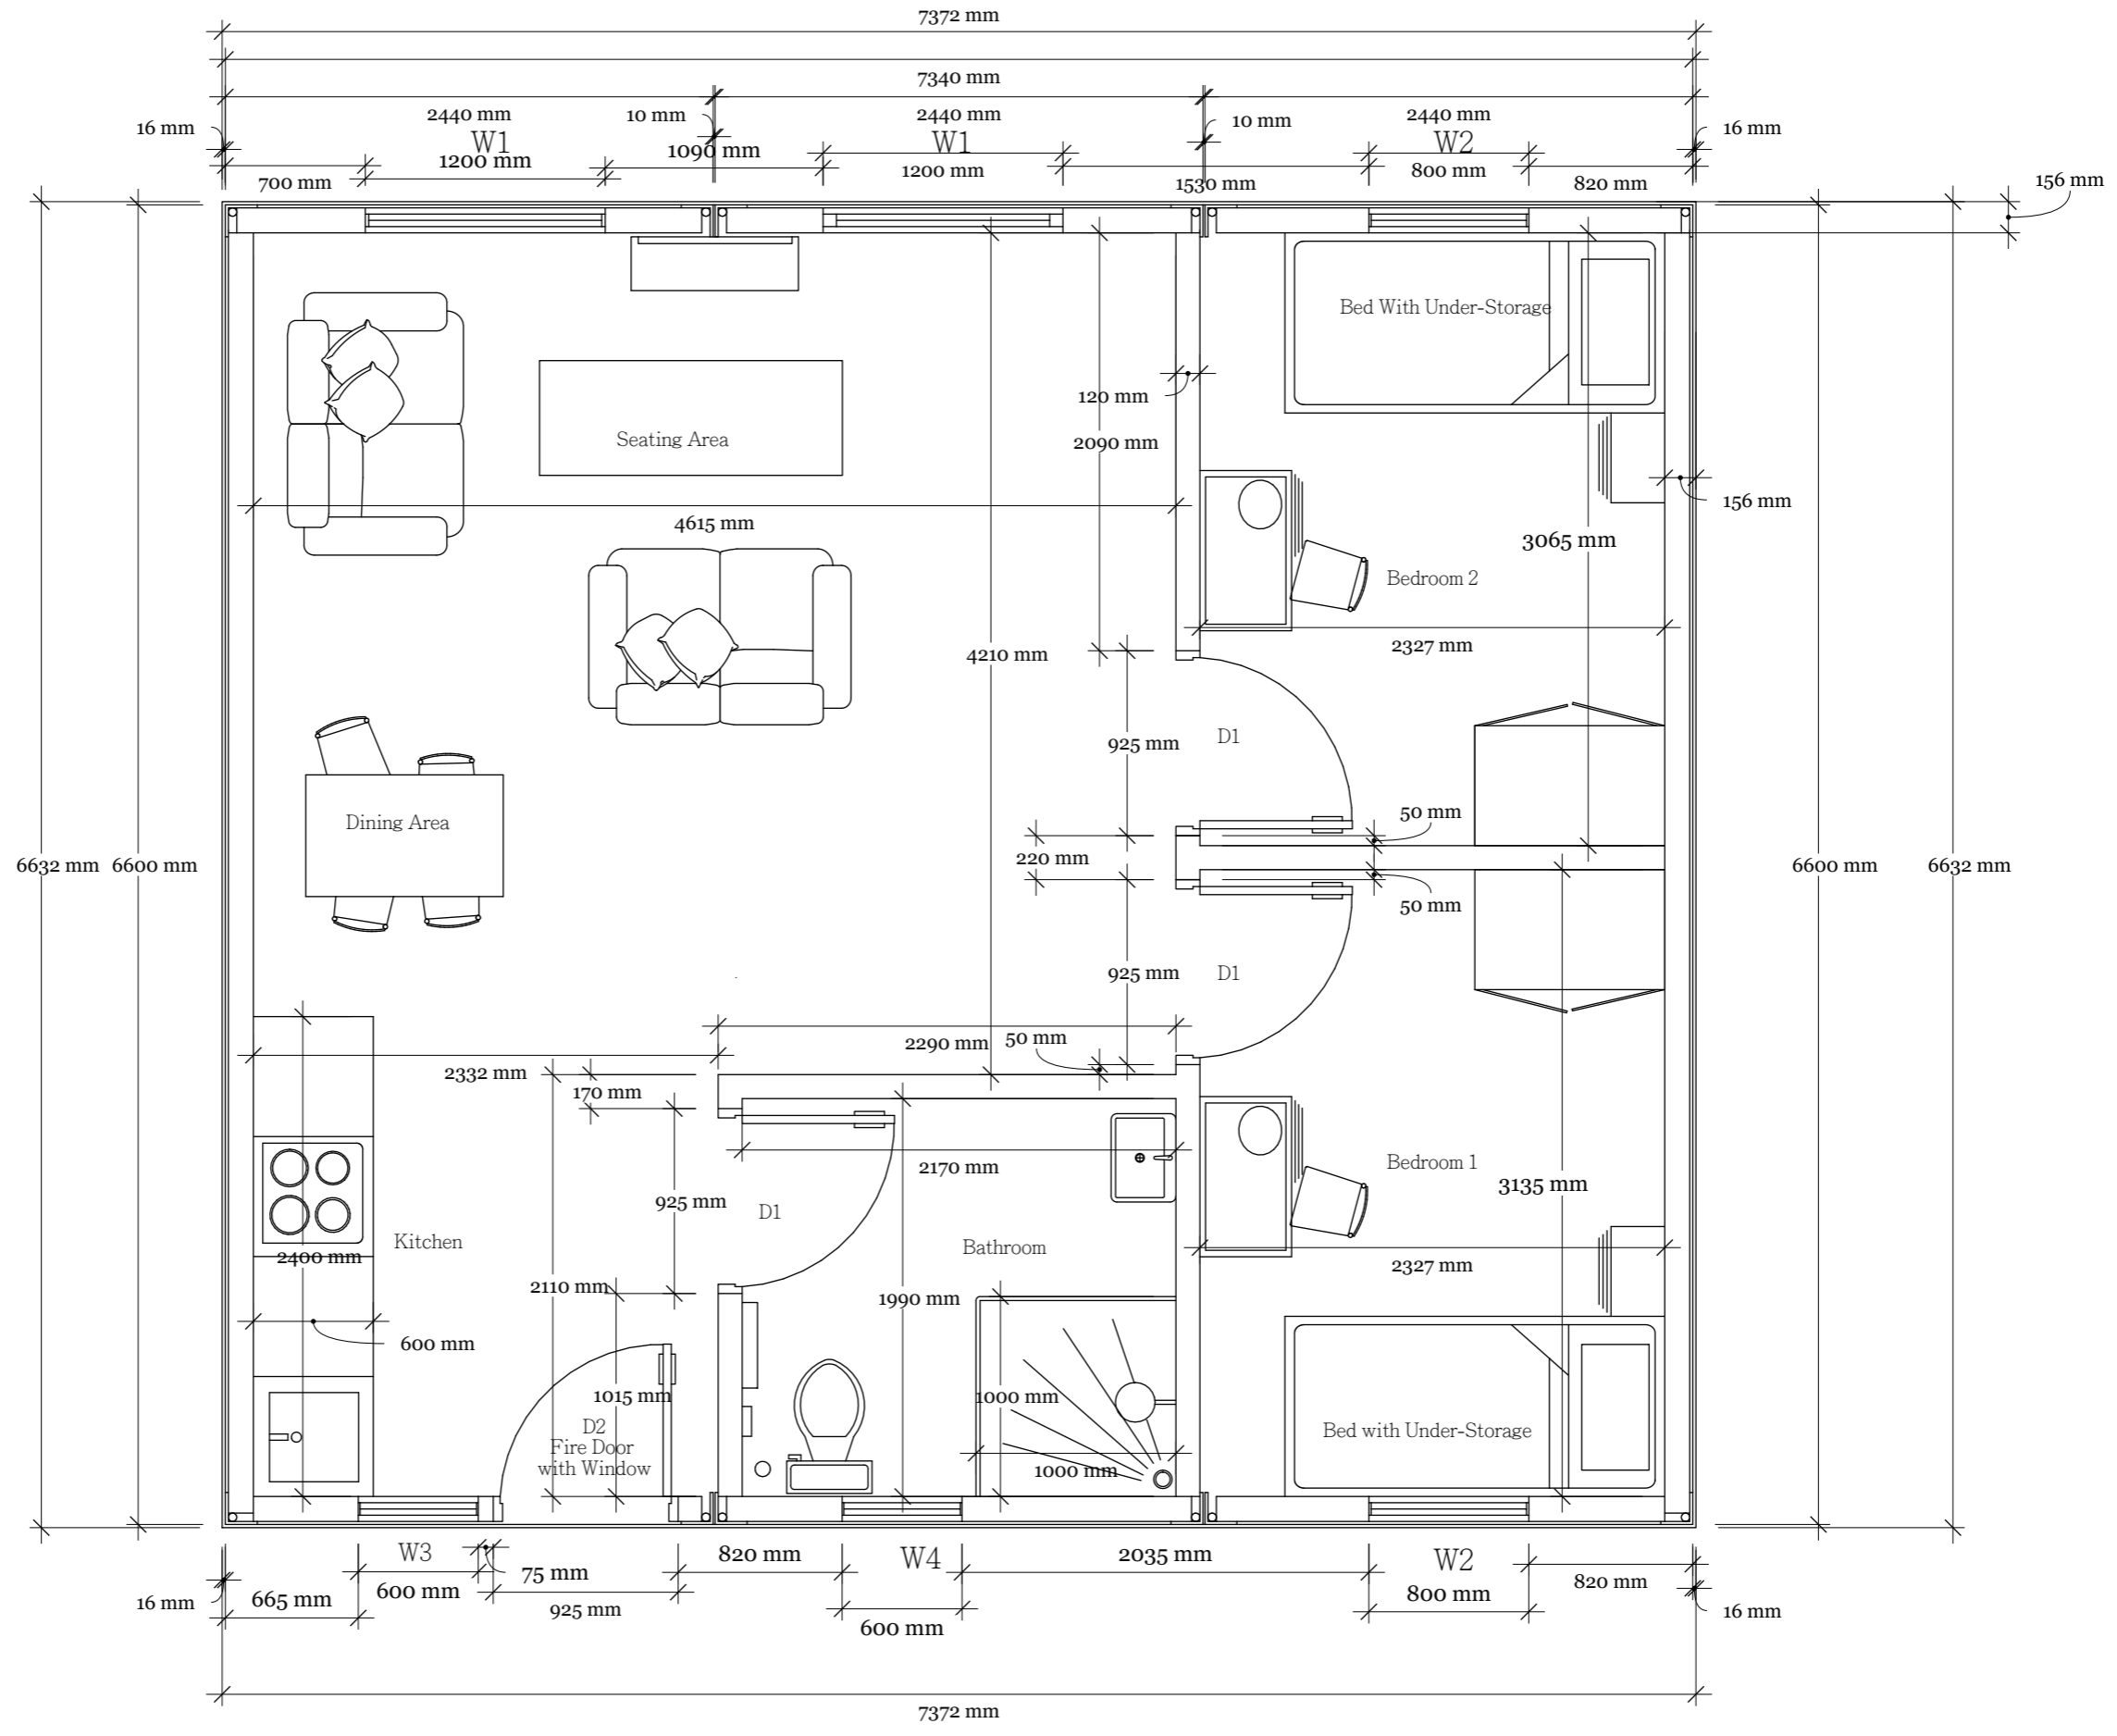 7372 mm
7340 mm
2440 mm
10 mm
2440 mm
10 mm
2440 mm
16 mm
W1
W1
W2
16 mm
1200 mm
1090 mm
1200 mm
800 mm
700 mm
1530 mm
820 mm
156 mm
Bed With Under-Storage
120 mm
2090 mm
Seating Area
156 mm
4615 mm
3065 mm
Bedroom 2
2327 mm
4210 mm
D1
925 mm
50 mm
Dining Area
220 mm
6632 mm
6600 mm
6600 mm
6632 mm
50 mm
925 mm
D1
2290 mm
50 mm
2332 mm
170 mm
Bedroom 1
2170 mm
3135 mm
925 mm
D1
Kitchen
Bathroom
2400 mm
2327 mm
2110 mm
1990 mm
600 mm
1015 mm
1000 mm
D2
Fire Door
with Window
Bed with Under-Storage
1000 mm
W3
820 mm
W4
2035 mm
W2
75 mm
820 mm
600 mm
800 mm
16 mm
665 mm
925 mm
16 mm
600 mm
7372 mm